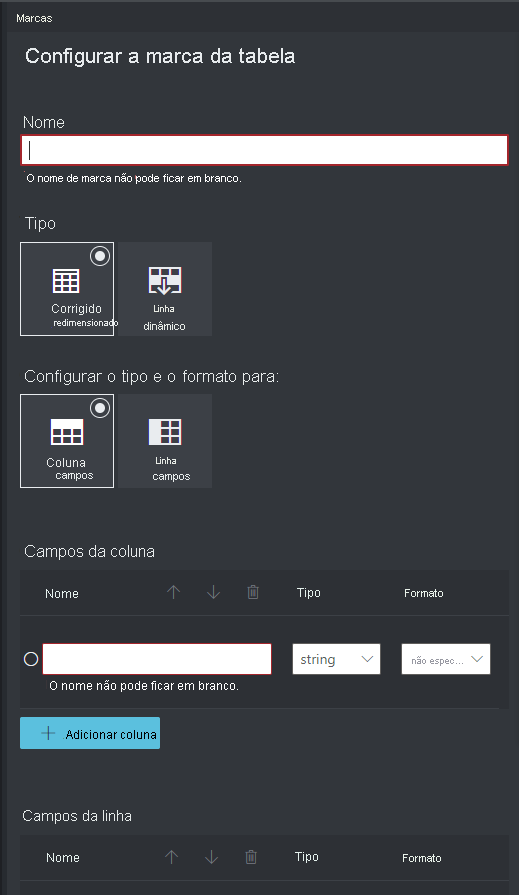 Marcas
Configurar a marca da tabela
Nome
O nome de marca não pode ficar em branco.
Tipo
Corrigido
redimensionado
Linha
dinâmico
Configurar o tipo e o formato para:
Coluna
campos
Linha
campos
Campos da coluna
Nome Tipo Formato
string não espec...
O nome não pode ficar em branco.
Adicionar coluna
Campos da linha
Nome Tipo Formato